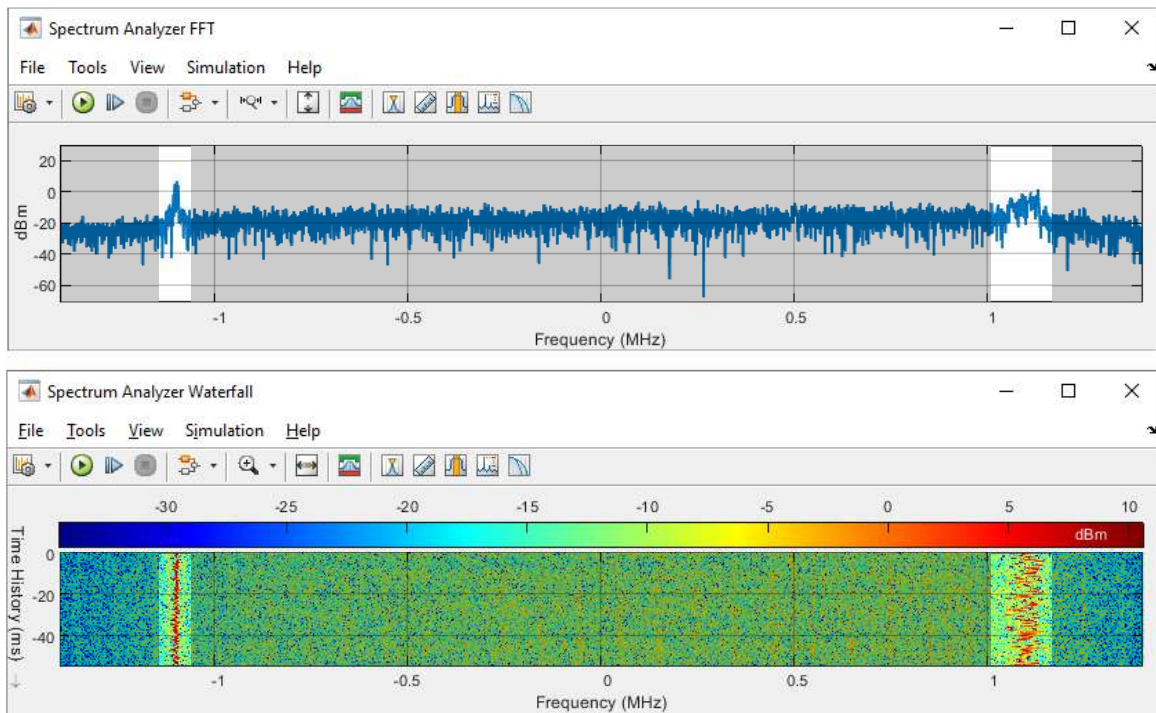 Spectrum Analyzer FFT
File Tools View Simulation Help
20
0
-20
-40
-60
dBm
-1 -0.5 0 0.5 1
Frequency (MHz)
Spectrum Analyzer Waterfall
File Tools View Simulation Help
-30 -25 -20 -15 -10 -5 0 5 10
dBm
Time History (ms)
0
-20
-40
-1 -0.5 0 0.5 1
Frequency (MHz)